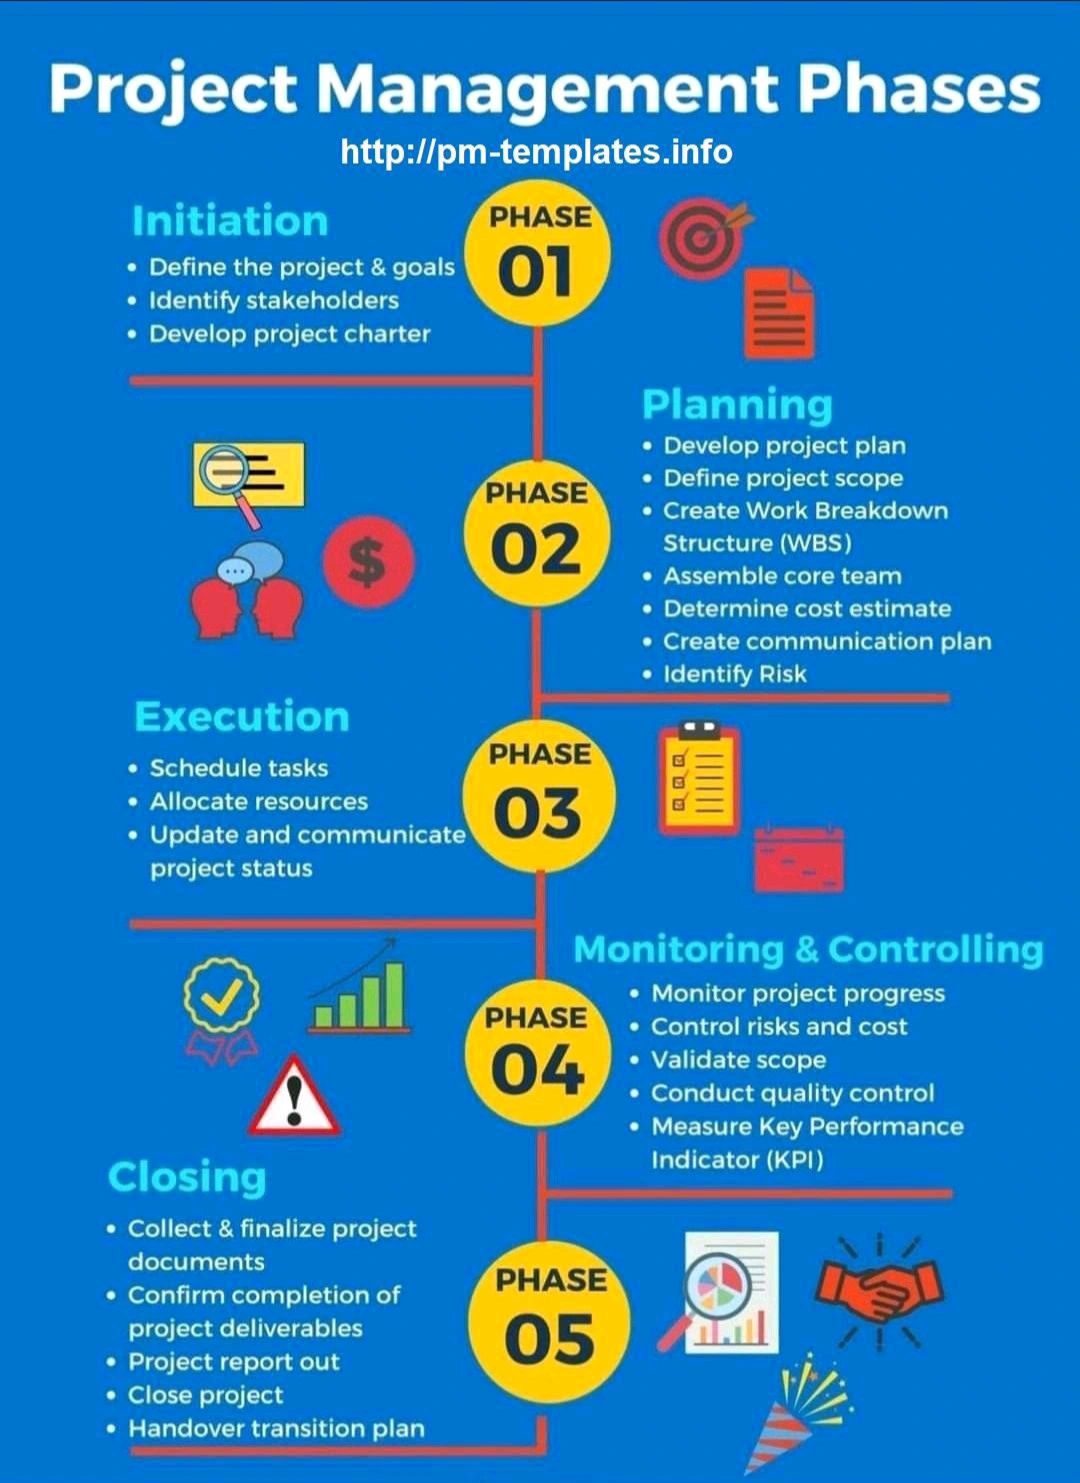 Project Management Phases
http://pm-templates.info
Initiation
• Define the project & goals
• Identify stakeholders
• Develop project charter
PHASE
01
Planning
• Develop project plan
• Define project scope
• Create Work Breakdown
Structure (WBS)
• Assemble core team
• Determine cost estimate
• Create communication plan
• Identify Risk
PHASE
02
$
Execution
• Schedule tasks
• Allocate resources
• Update and communicate
project status
PHASE
03
Monitoring & Controlling
• Monitor project progress
• Control risks and cost
• Validate scope
• Conduct quality control
• Measure Key Performance
Indicator (KPI)
PHASE
04
!
Closing
• Collect & finalize project
documents
• Confirm completion of
project deliverables
• Project report out
• Close project
• Handover transition plan
PHASE
05